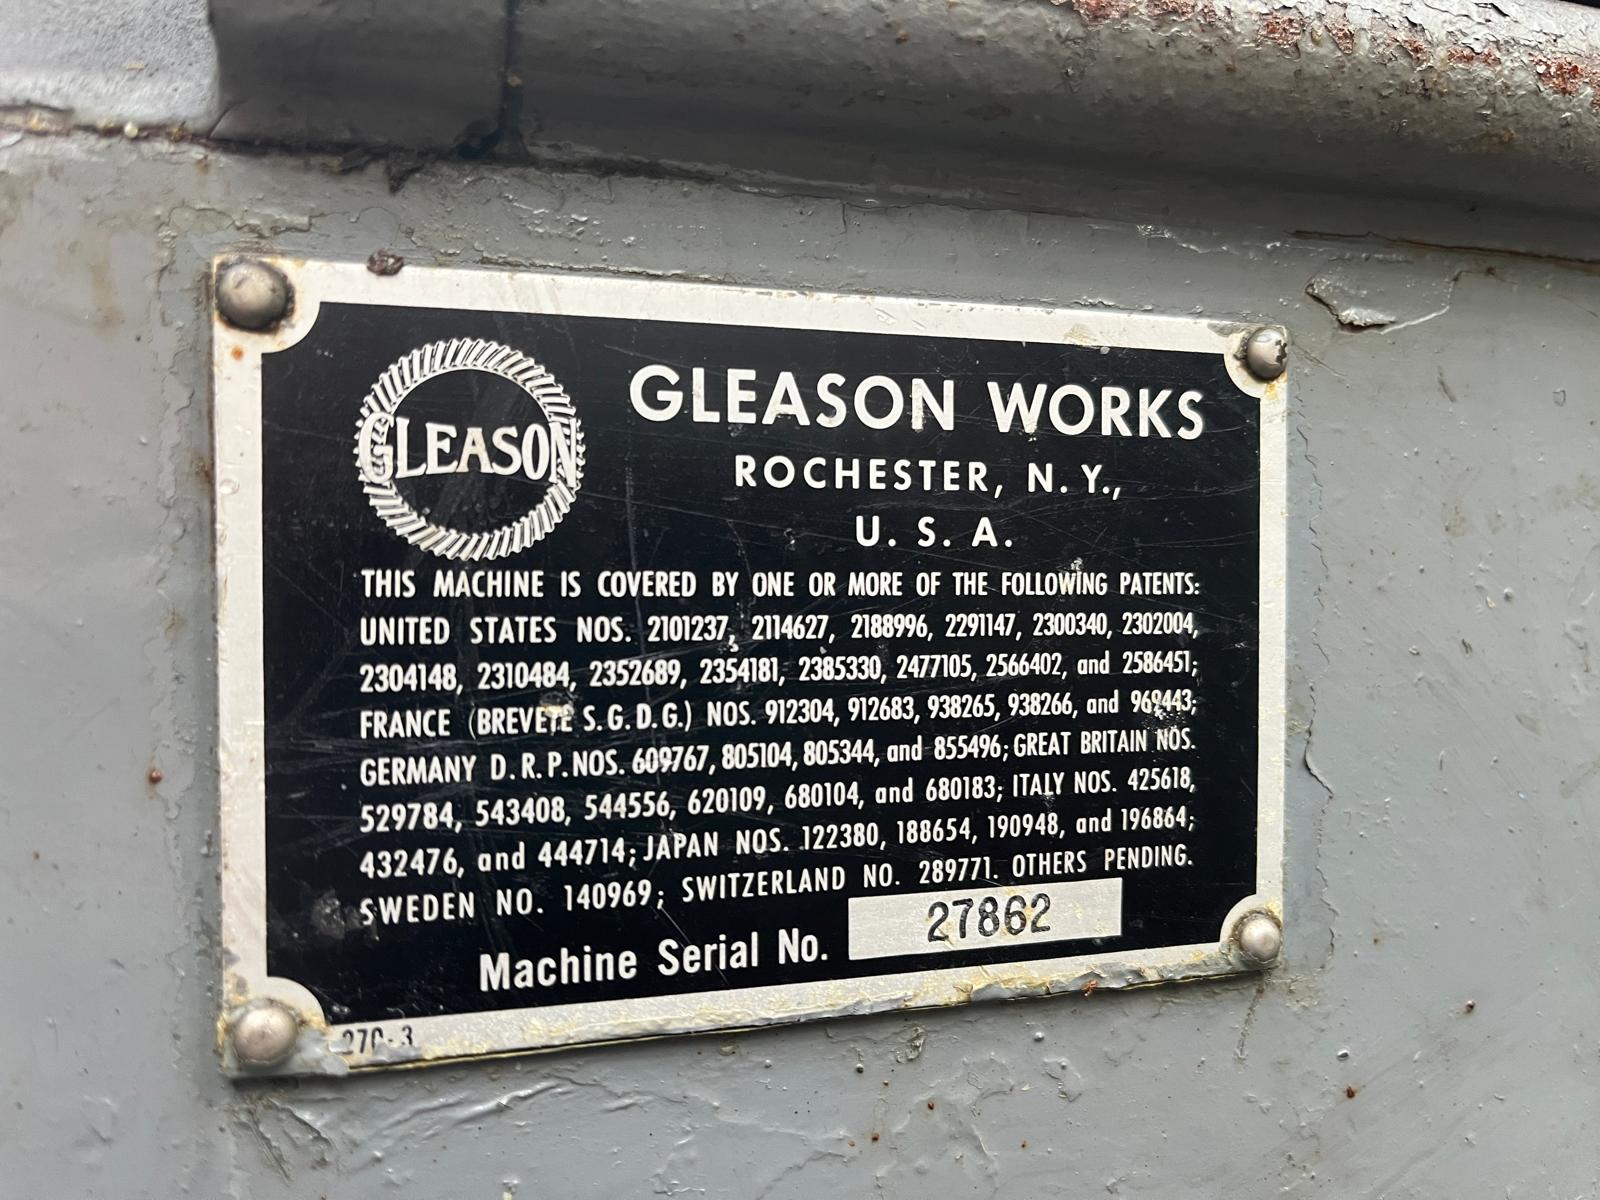 GLEASON
GLEASON WORKS
ROCHESTER, N. Y.,
U. S. A.
THIS MACHINE IS COVERED BY ONE OR MORE OF THE FOLLOWING PATENTS:
UNITED STATES NOS. 2101237, 2114627, 2188996, 2291147, 2300340, 2302004,
2304148, 2310484, 2352689, 2354181, 2385330, 2477105, 2566402, and 2586451;
FRANCE (BREVETE S.G.D.G.) NOS. 912304, 912683, 938265, 938266, and 969443;
GERMANY D.R.P. NOS. 609767, 805104, 805344, and 855496; GREAT BRITAIN NOS.
529784, 543408, 544556, 620109, 680104, and 680183; ITALY NOS. 425618,
432476, and 444714; JAPAN NOS. 122380, 188654, 190948, and 196864;
SWEDEN NO. 140969; SWITZERLAND NO. 289771. OTHERS PENDING.
Machine Serial No. 27862